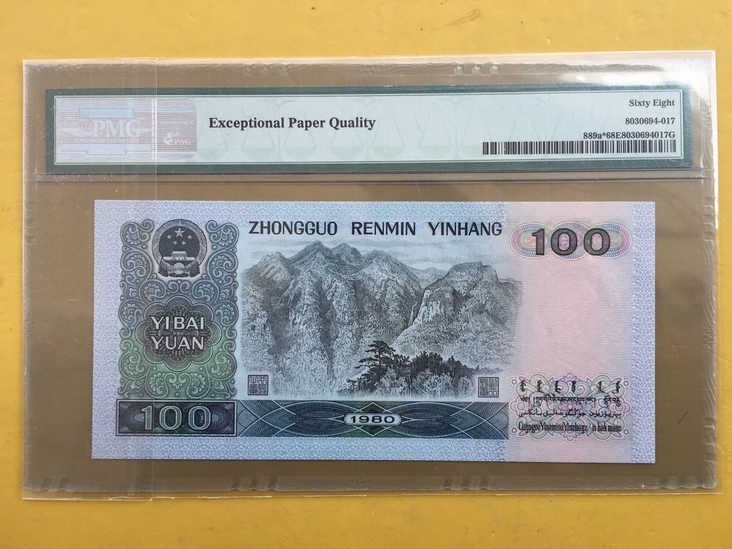 PMG
Exceptional Paper Quality
Sixty Eight
8030694-017
889a*68E8030694017G
ZHONGGUO RENMIN YINHANG
100
YIBAI
YUAN
100
1980